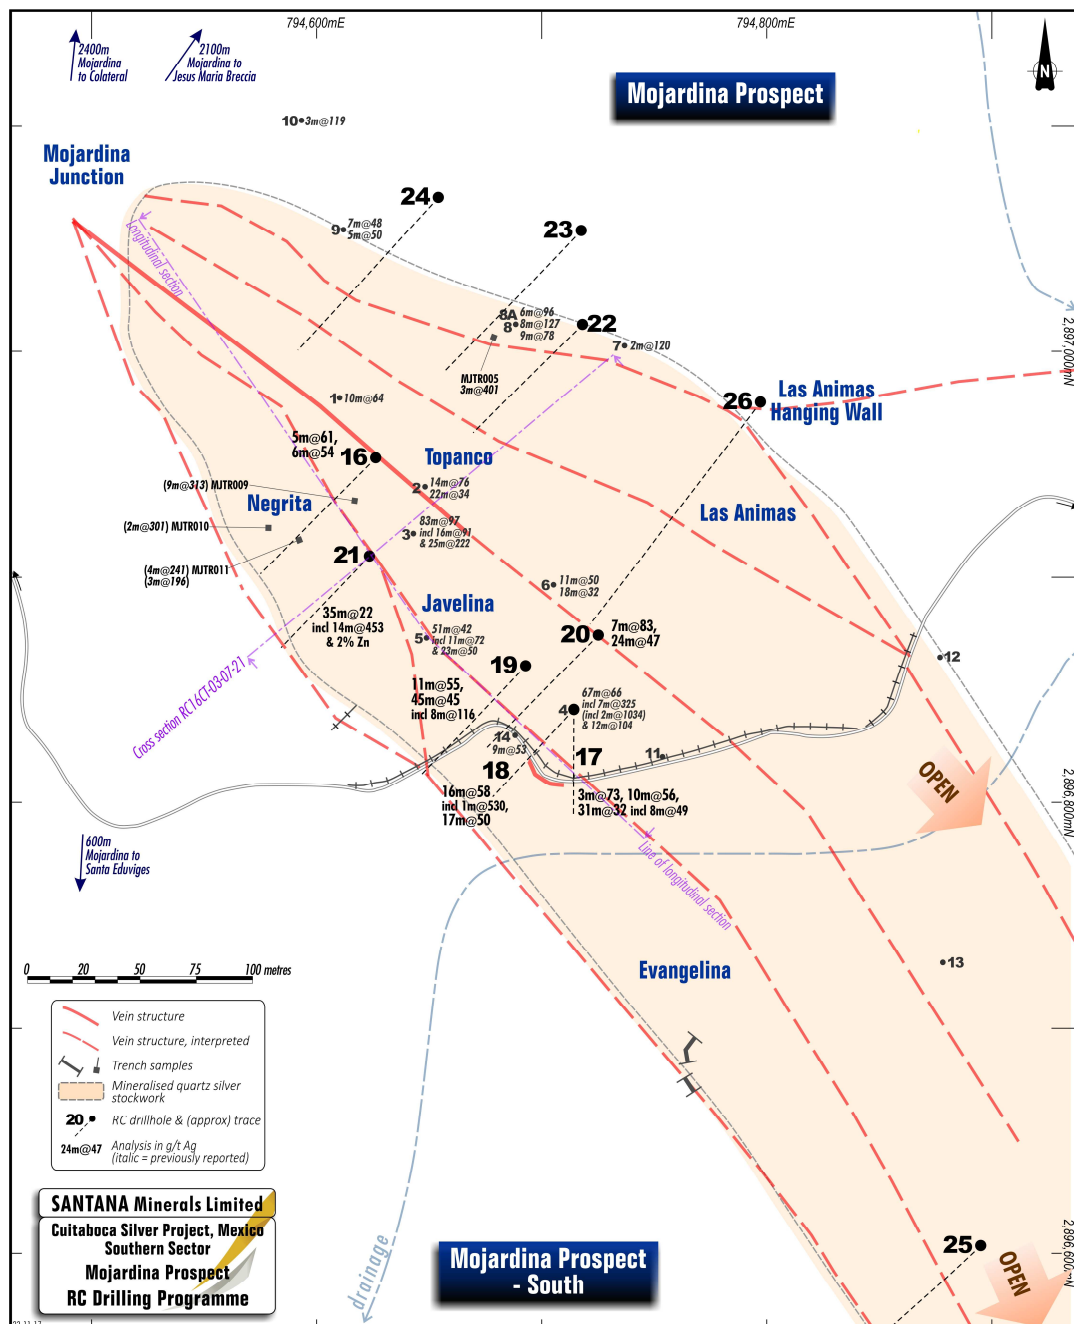 794,600mE
794,800mE
2400m
Mojardina
to Colateral
2100m
Mojardina to
Jesus Maria Breccia
N
Mojardina Prospect
10 3m@119
Mojardina
Junction
24
23
9 7m@48
5m@50
Longitudinal section
8A 6m@96
8 8m@127
9m@78
22
7 2m@120
2,897,000mN
MJTR005
3m@401
1 10m@64
26
Las Animas
Hanging Wall
5m@61,
6m@54
16
Topanco
2 14m@76
22m@34
(9m@313) MJTR009
Negrita
Las Animas
(2m@301) MJTR010
3 83m@97
incl 16m@91
& 25m@222
21
(4m@241) MJTR011
(3m@196)
6 11m@50
18m@32
Javelina
35m@22
incl 14m@453
& 2% Zn
5 51m@42
incl 11m@72
& 23m@50
20 7m@83,
24m@47
12
19
Cross section RC16CT-03-07-21
11m@55,
45m@45
incl 8m@116
4 67m@66
incl 7m@325
(incl 2m@1034)
& 12m@104
14
9m@53
11
17
18
OPEN
16m@58
incl 1m@530,
17m@50
3m@73, 10m@56,
31m@32 incl 8m@49
2,896,800mN
600m
Mojardina to
Santa Eduviges
Line of longitudinal section
Evangelina
13
0 20 50 75 100 metres
Vein structure
Vein structure, interpreted
Trench samples
Mineralised quartz silver
stockwork
20 RC drillhole & (approx) trace
24m@47 Analysis in g/t Ag
(italic = previously reported)
SANTANA Minerals Limited
Cuitaboca Silver Project, Mexico
Southern Sector
Mojardina Prospect
RC Drilling Programme
drainage
Mojardina Prospect
- South
25
OPEN
2,896,600mN